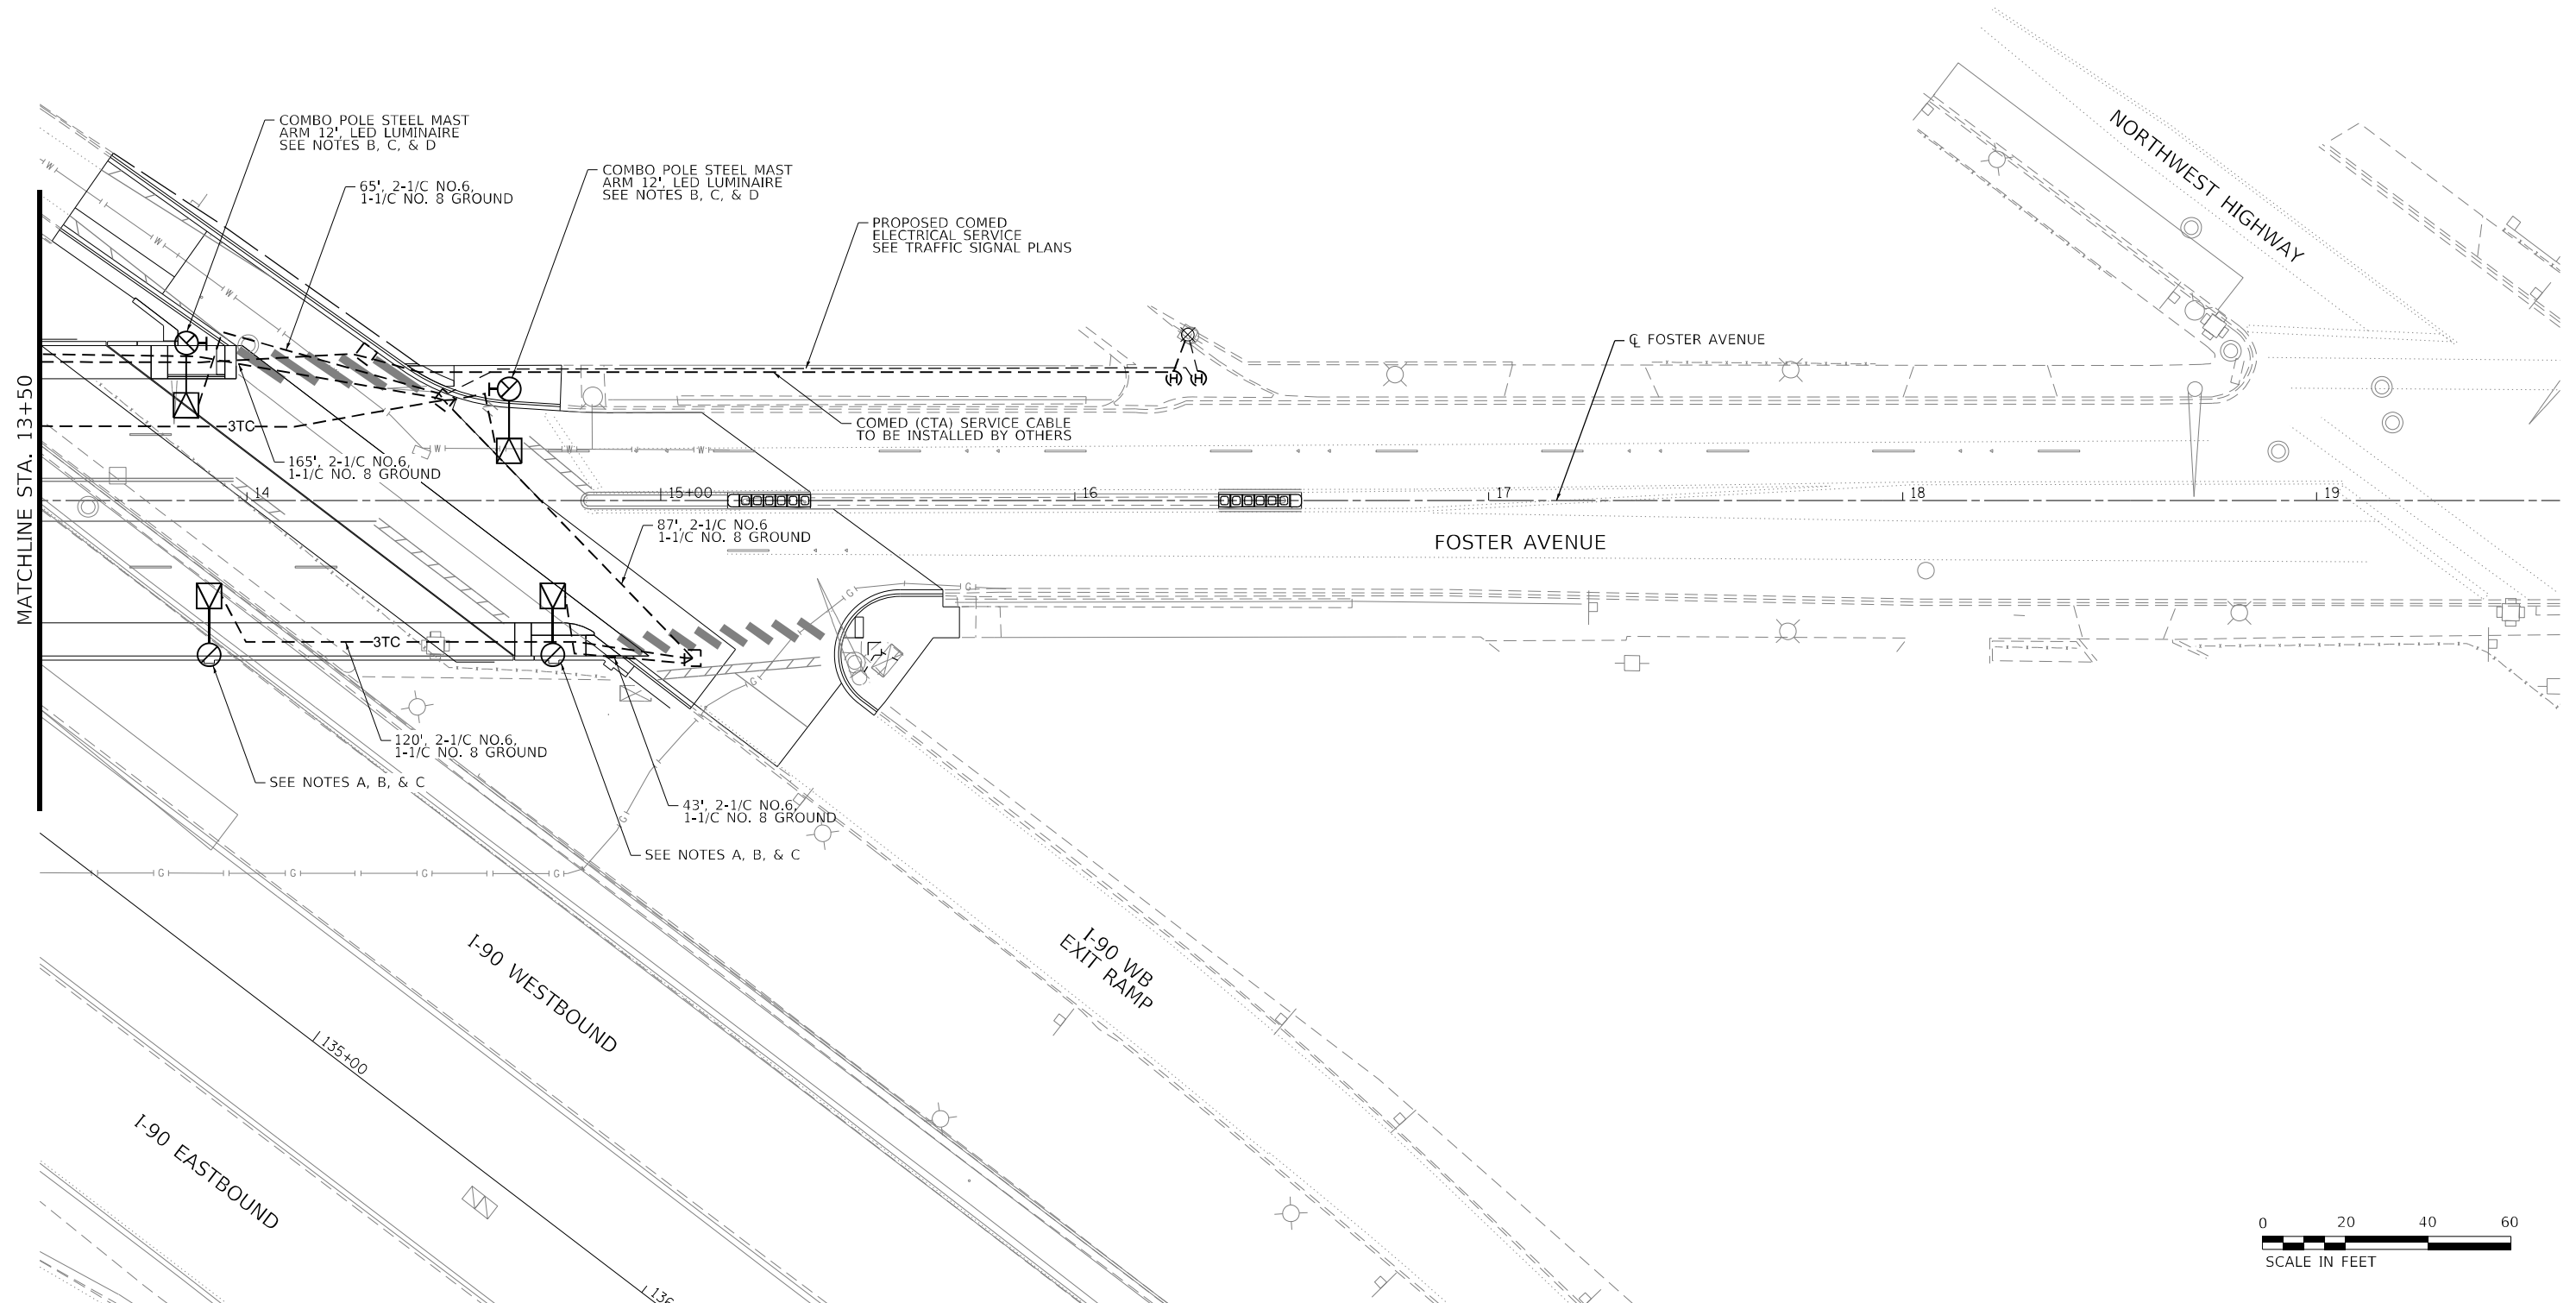 COMBO POLE STEEL MAST
ARM 12', LED LUMINAIRE
SEE NOTES B, C, & D
65', 2-1/C NO.6,
1-1/C NO. 8 GROUND
COMBO POLE STEEL MAST
ARM 12', LED LUMINAIRE
SEE NOTES B, C, & D
PROPOSED COMED
ELECTRICAL SERVICE
SEE TRAFFIC SIGNAL PLANS
NORTHWEST HIGHWAY
℄ FOSTER AVENUE
MATCHLINE STA. 13+50
W
W
W
H H
3TC
COMED (CTA) SERVICE CABLE
TO BE INSTALLED BY OTHERS
W W W
165', 2-1/C NO.6,
1-1/C NO. 8 GROUND
14
15+00
16
17
18
19
87', 2-1/C NO.6
1-1/C NO. 8 GROUND
FOSTER AVENUE
G G
3TC
G
120', 2-1/C NO.6,
1-1/C NO. 8 GROUND
SEE NOTES A, B, & C
43', 2-1/C NO.6,
1-1/C NO. 8 GROUND
G
SEE NOTES A, B, & C
G G G G
I-90 WESTBOUND
I-90 WB
EXIT RAMP
135+00
I-90 EASTBOUND
136
0 20 40 60
SCALE IN FEET